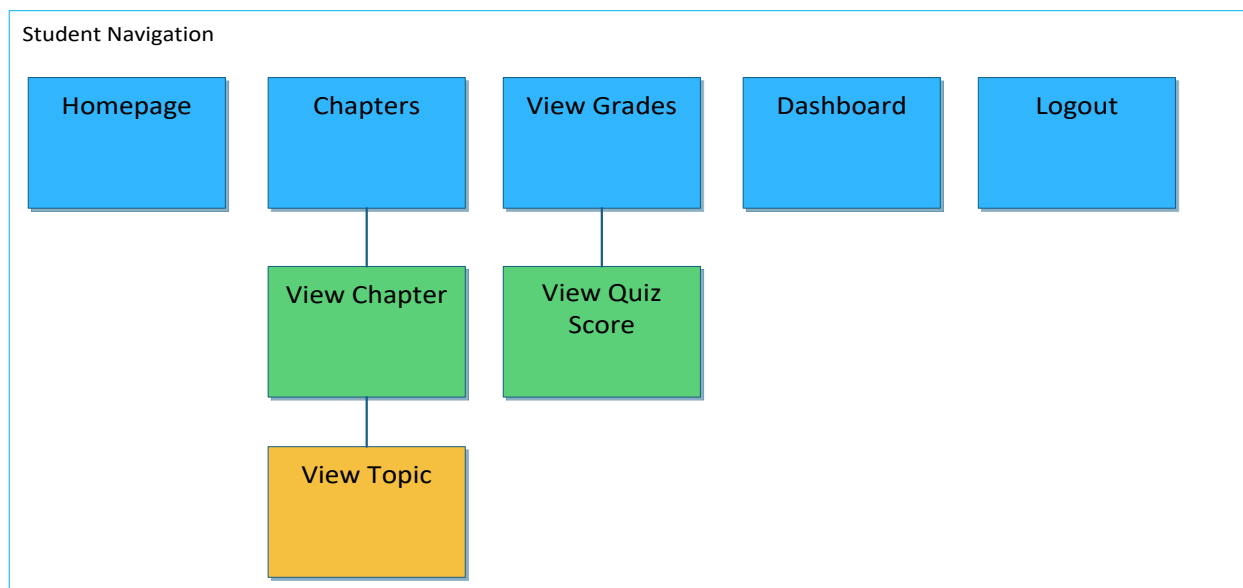 Student Navigation
Homepage
Chapters
View Grades
Dashboard
Logout
View Chapter
View Quiz
Score
View Topic